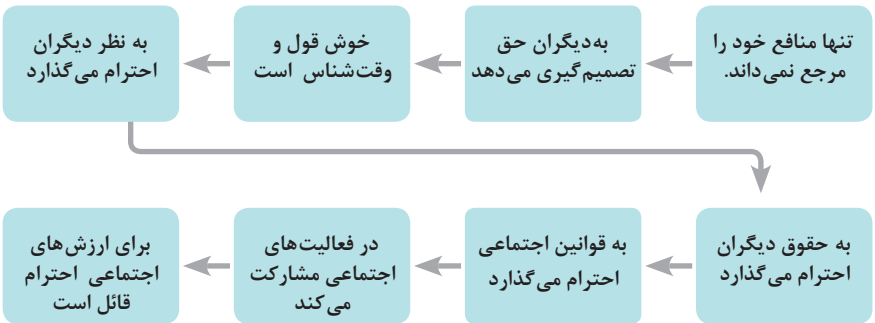 تنها منافع خود را
مرجع نمی‌داند.
به‌دیگران حق
تصمیم‌گیری می‌دهد
خوش قول و
وقت‌شناس است
به نظر دیگران
احترام می‌گذارد
به حقوق دیگران
احترام می‌گذارد
به قوانین اجتماعی
احترام می‌گذارد
در فعالیت‌های
اجتماعی مشارکت
می‌کند
برای ارزش‌های
اجتماعی احترام
قائل است